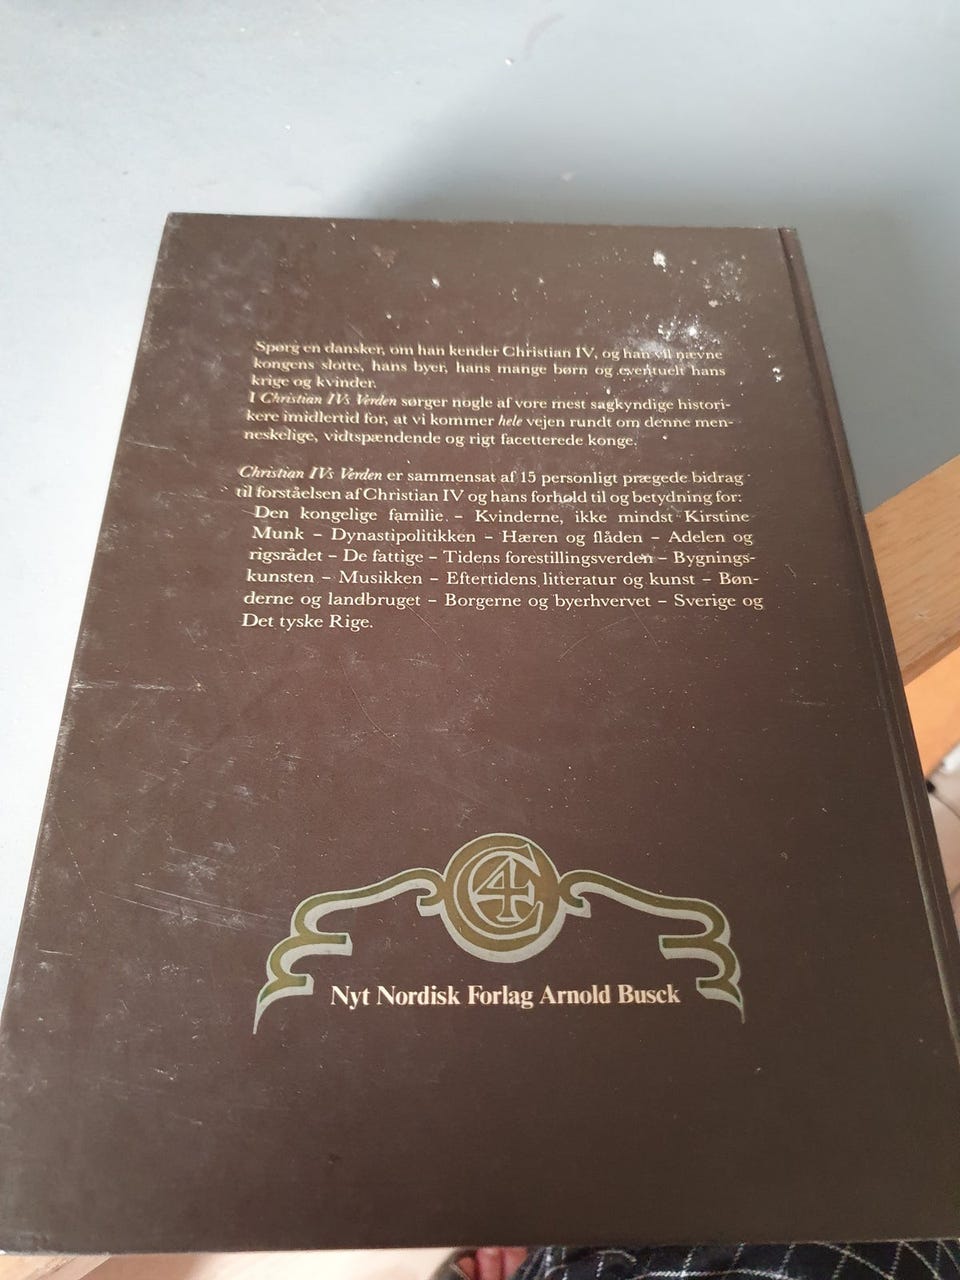 Spørg en dansker, om han kender Christian IV, og han vil nævne
kongens slotte, hans byer, hans mange børn og eventuelt hans
krige og kvinder.
I Christian IVs Verden sørger nogle af vore mest sagkyndige histori-
kere imidlertid for, at vi kommer hele vejen rundt om denne men-
neskelige, vidtspændende og rigt facetterede konge.
Christian IVs Verden er sammensat af 15 personligt prægede bidrag
til forståelsen af Christian IV og hans forhold til og betydning for:
Den kongelige familie – Kvinderne, ikke mindst Kirstine
Munk – Dynastipolitikken – Hæren og flåden – Adelen og
rigsrådet – De fattige – Tidens forestillingsverden – Bygnings-
kunsten – Musikken – Eftertidens litteratur og kunst – Bøn-
derne og landbruget – Borgerne og byerhvervet – Sverige og
Det tyske Rige.
C4
Nyt Nordisk Forlag Arnold Busck